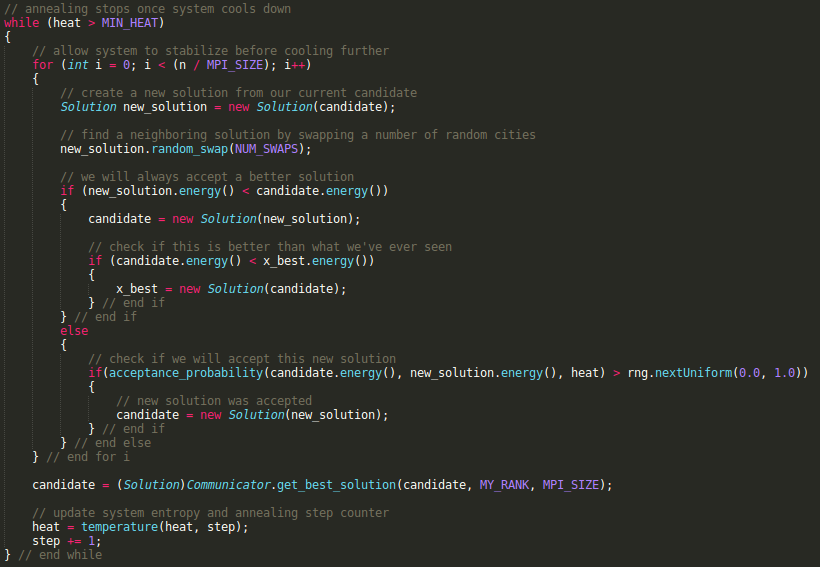 // annealing stops once system cools down
while (heat > MIN_HEAT)
{
    // allow system to stabilize before cooling further
    for (int i = 0; i < (n / MPI_SIZE); i++)
    {
        // create a new solution from our current candidate
        Solution new_solution = new Solution(candidate);

        // find a neighboring solution by swapping a number of random cities
        new_solution.random_swap(NUM_SWAPS);

        // we will always accept a better solution
        if (new_solution.energy() < candidate.energy())
        {
            candidate = new Solution(new_solution);

            // check if this is better than what we've ever seen
            if (candidate.energy() < x_best.energy())
            {
                x_best = new Solution(candidate);
            } // end if
        } // end if
        else
        {
            // check if we will accept this new solution
            if(acceptance_probability(candidate.energy(), new_solution.energy(), heat) > rng.nextUniform(0.0, 1.0))
            {
                // new solution was accepted
                candidate = new Solution(new_solution);
            } // end if
        } // end else
    } // end for i

    candidate = (Solution)Communicator.get_best_solution(candidate, MY_RANK, MPI_SIZE);

    // update system entropy and annealing step counter
    heat = temperature(heat, step);
    step += 1;
} // end while